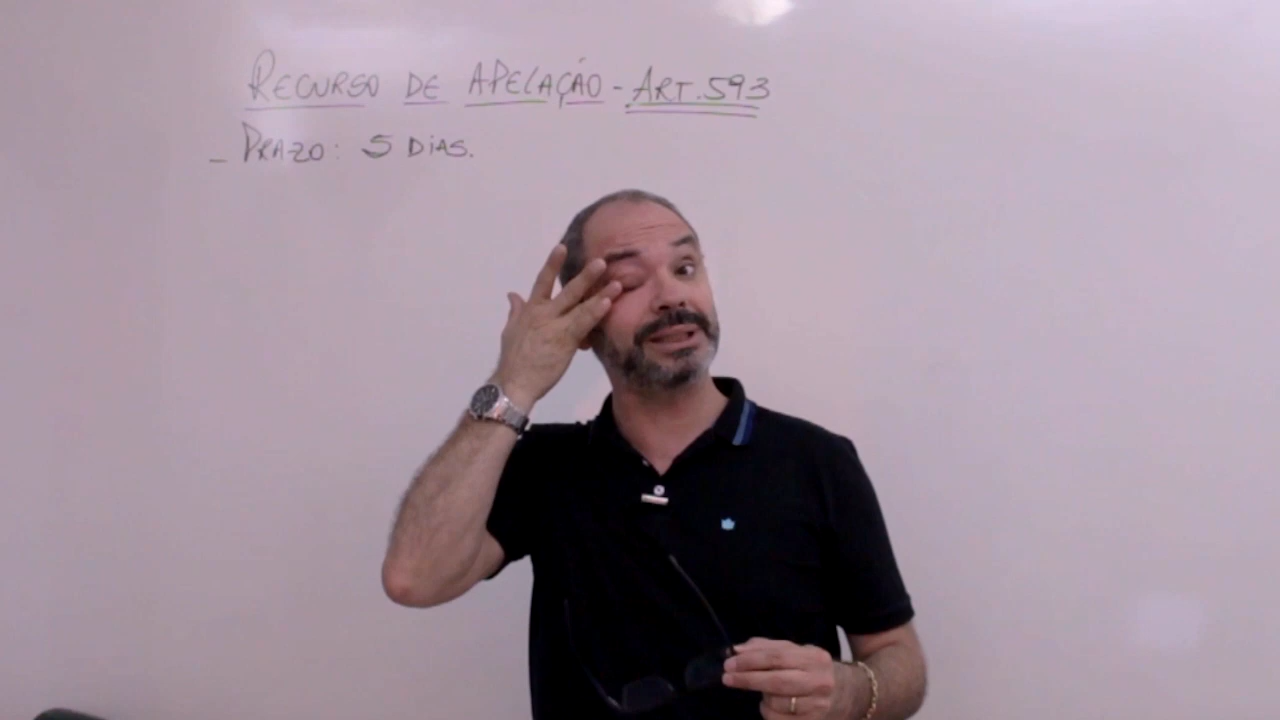 RECURSO DE APELAÇÃO - ART. 593
- PRAZO: 5 DIAS.